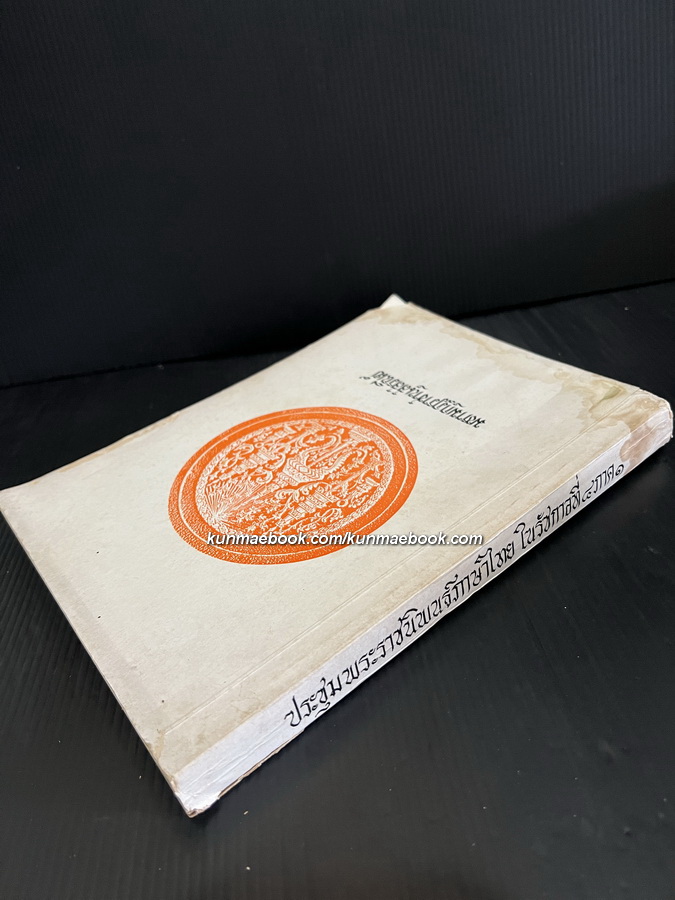 kunmaebook.com/kunmaebook.com
ประชุมพระราชนิพนธ์ภาษาไทย ในรัชกาลที่ ๔ ภาค ๑